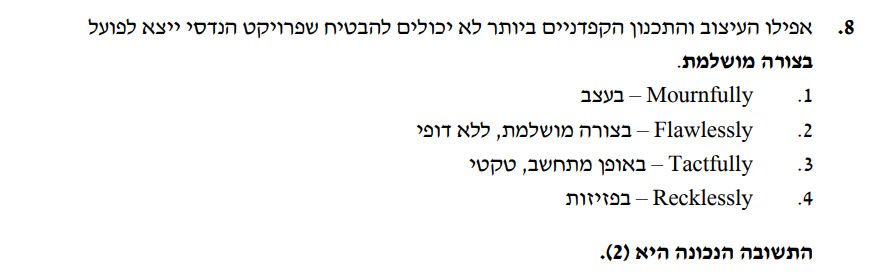 8. אפילו העיצוב והתכנון הקפדניים ביותר לא יכולים להבטיח שפרויקט הנדסי ייצא לפועל
בצורה מושלמת.
1. Mournfully – בעצב
2. Flawlessly – בצורה מושלמת, ללא דופי
3. Tactfully – באופן מתחשב, טקטי
4. Recklessly – בפזיזות
התשובה הנכונה היא (2).